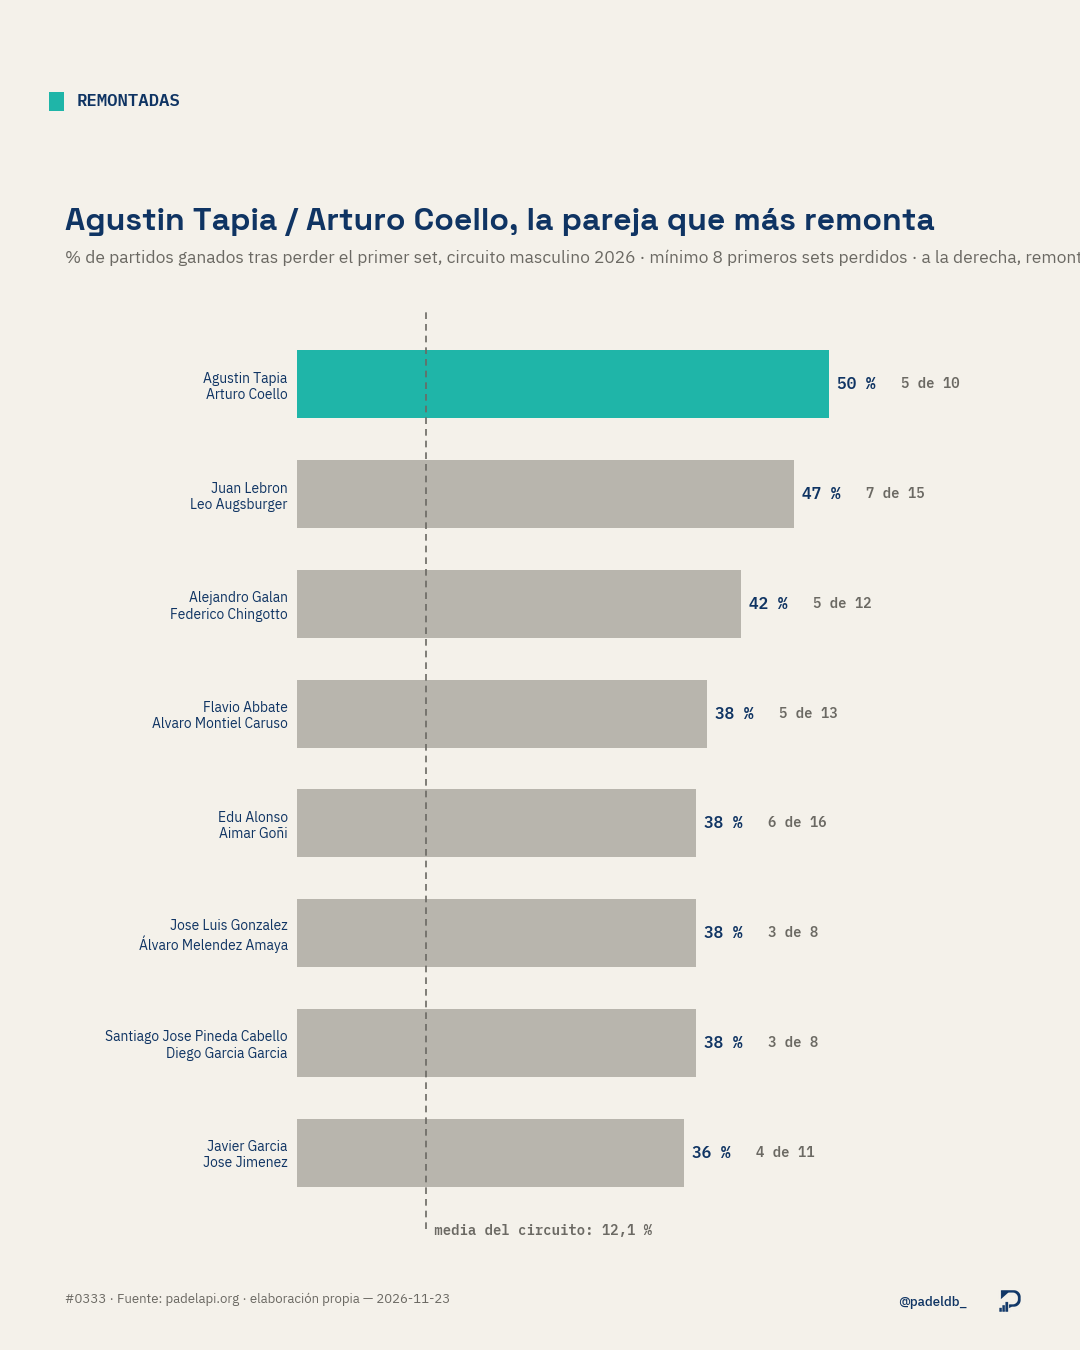 REMONTADAS
Agustin Tapia / Arturo Coello, la pareja que más remonta
% de partidos ganados tras perder el primer set, circuito masculino 2026 · mínimo 8 primeros sets perdidos · a la derecha, remont
Agustin Tapia
Arturo Coello
50 % 5 de 10
Juan Lebron
Leo Augsburger
47 % 7 de 15
Alejandro Galan
Federico Chingotto
42 % 5 de 12
Flavio Abbate
Alvaro Montiel Caruso
38 % 5 de 13
Edu Alonso
Aimar Goñi
38 % 6 de 16
Jose Luis Gonzalez
Álvaro Melendez Amaya
38 % 3 de 8
Santiago Jose Pineda Cabello
Diego Garcia Garcia
38 % 3 de 8
Javier Garcia
Jose Jimenez
36 % 4 de 11
media del circuito: 12,1 %
#0333 · Fuente: padelapi.org · elaboración propia — 2026-11-23
@padeldb_